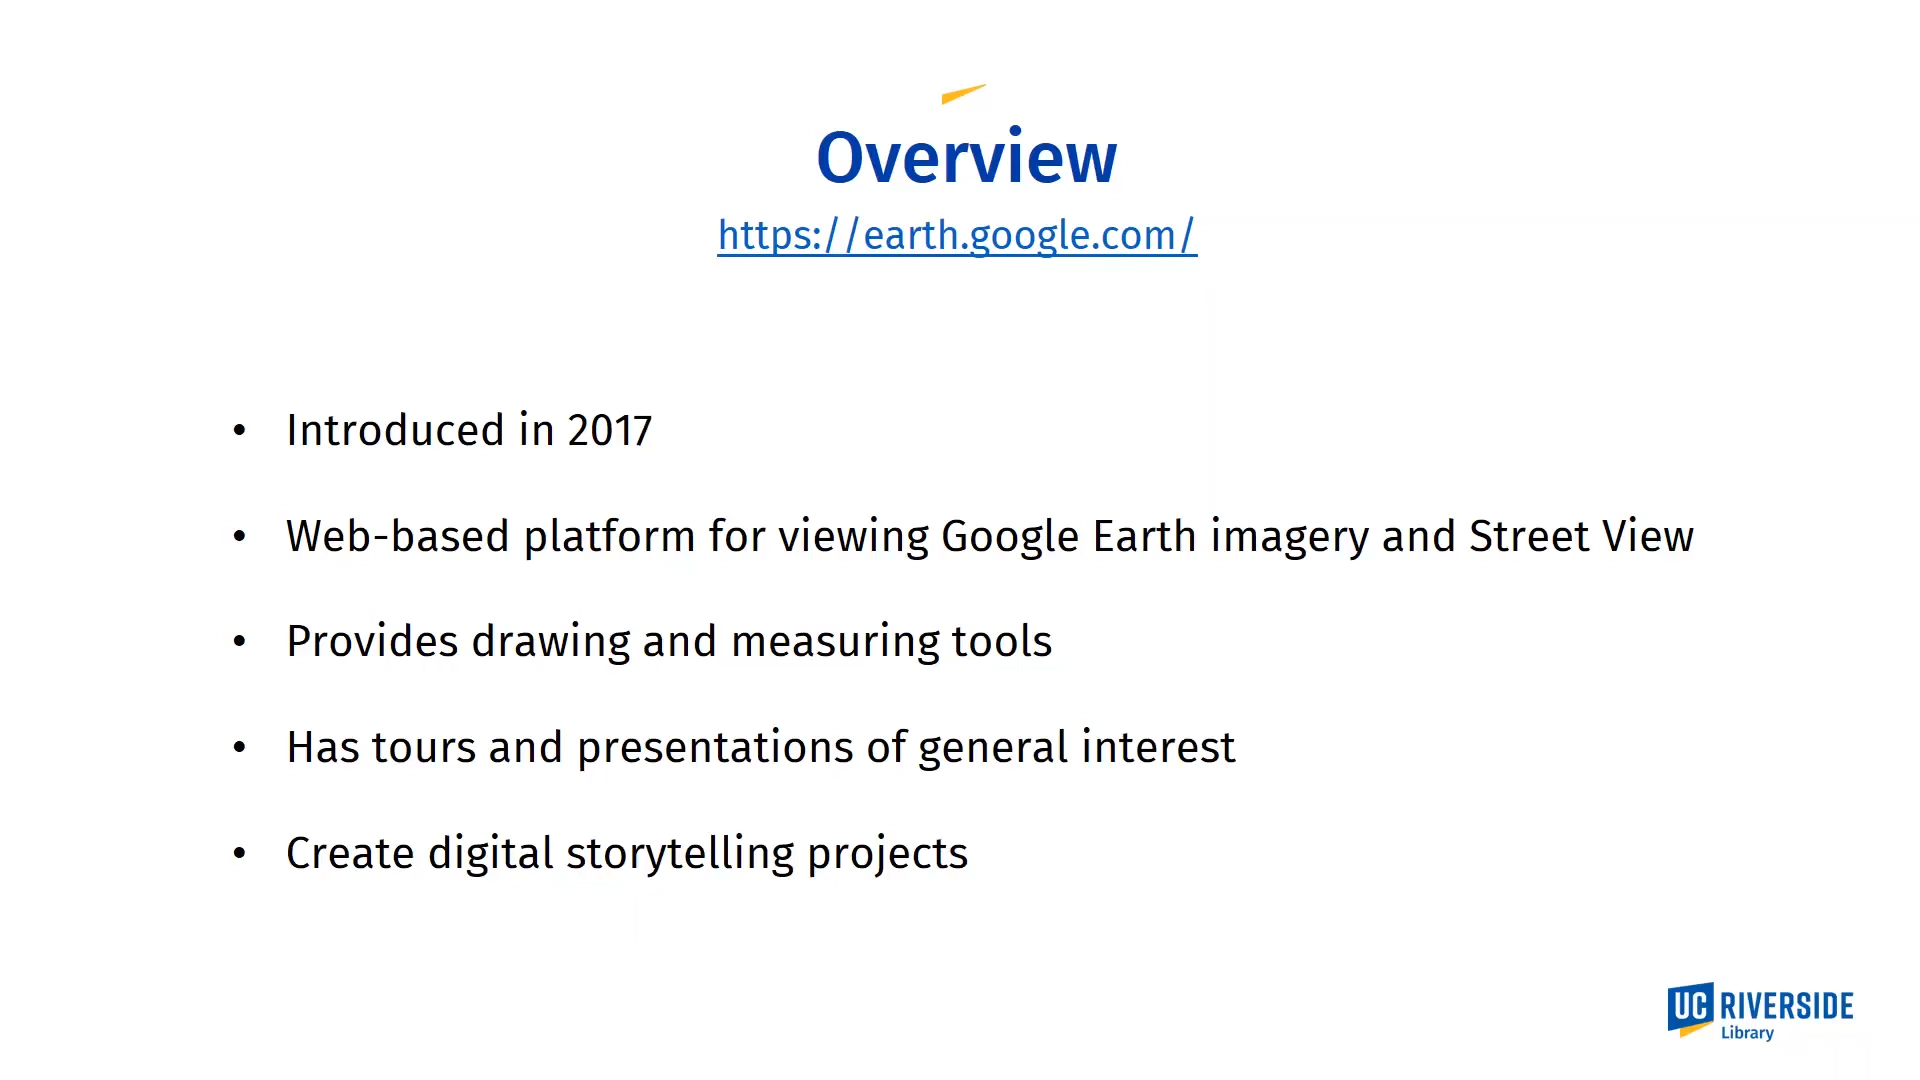 Overview
https://earth.google.com/
• Introduced in 2017
• Web-based platform for viewing Google Earth imagery and Street View
• Provides drawing and measuring tools
• Has tours and presentations of general interest
• Create digital storytelling projects
UC RIVERSIDE
Library